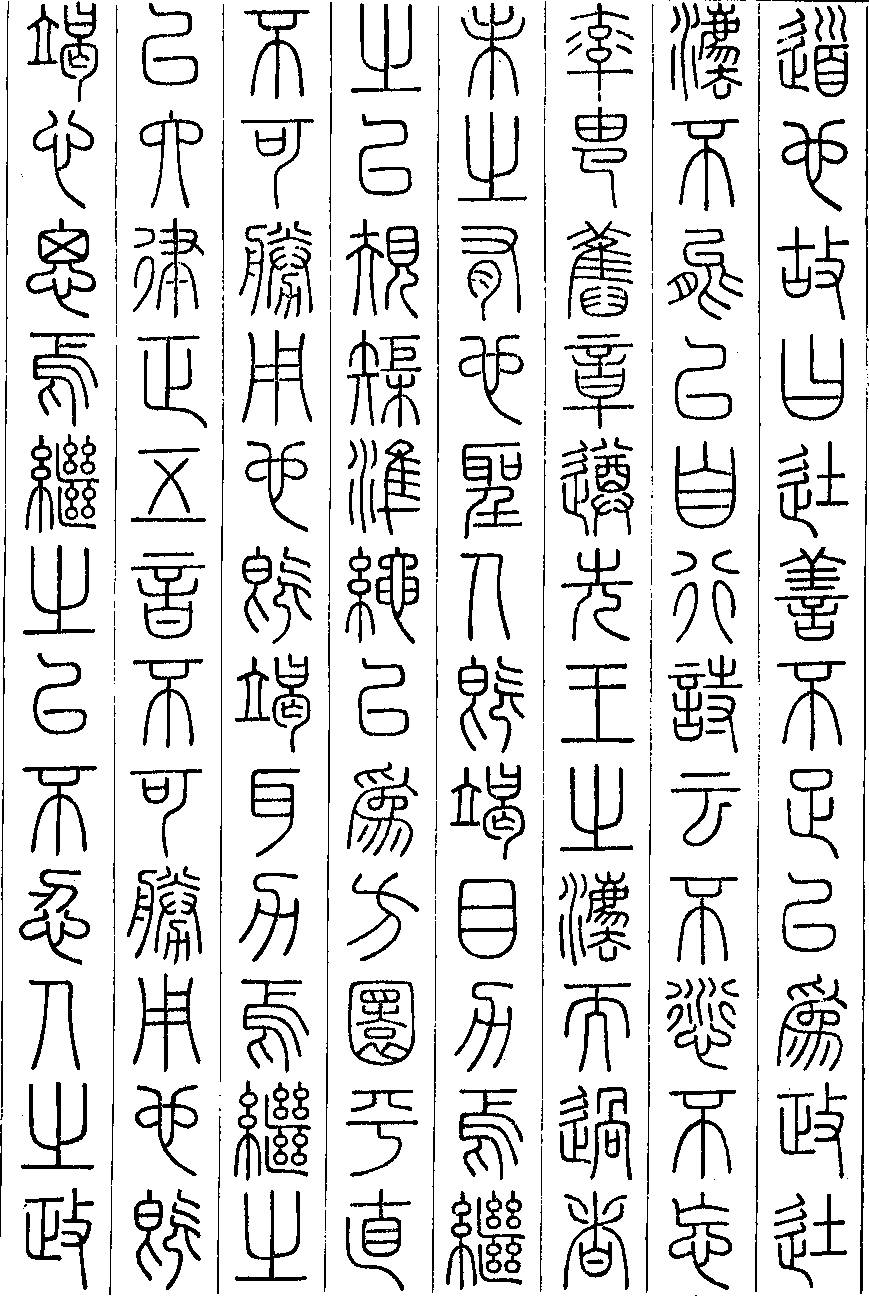 道也故曰徒善不足以爲政徒
法不能以自行詩云不愆不忘
率由舊章遵先王之法而過者
未之有也聖人既竭目力焉繼
之以規矩準繩以爲方圓平直
不可勝用也既竭耳力焉繼之
以六律正五音不可勝用也既
竭心思焉繼之以不忍人之政